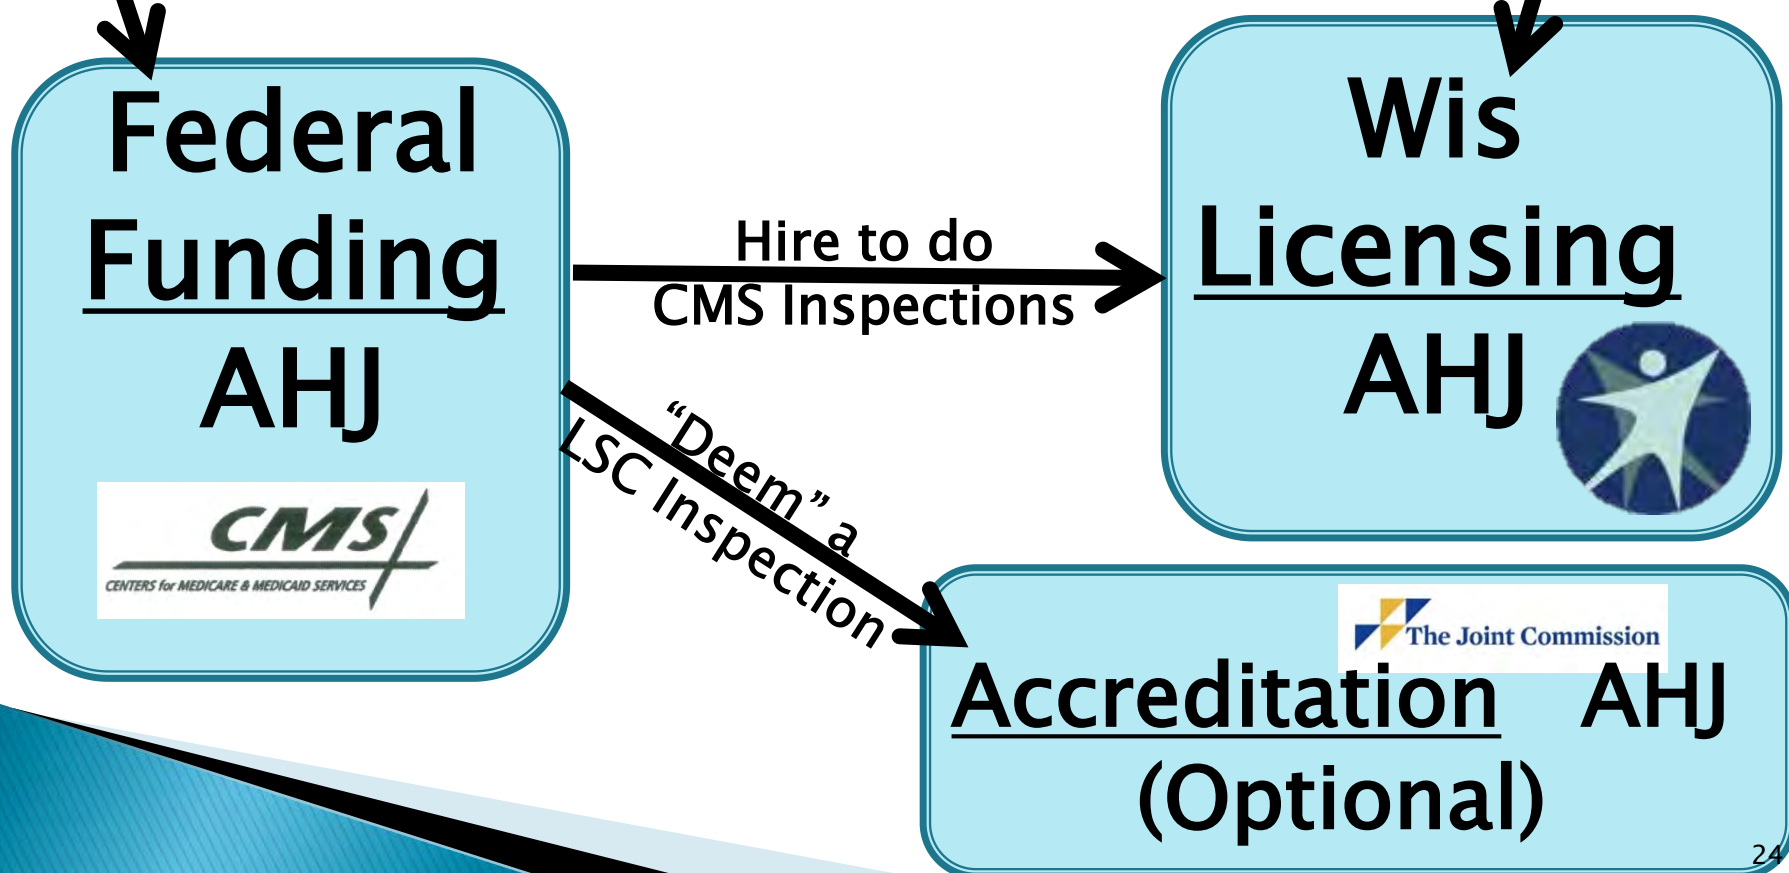 Federal
Funding
AHJ
CMS
CENTERS for MEDICARE & MEDICAID SERVICES
Hire to do
CMS Inspections
"Deem" a
LSC Inspection
Wis
Licensing
AHJ
The Joint Commission
Accreditation AHJ
(Optional)
24